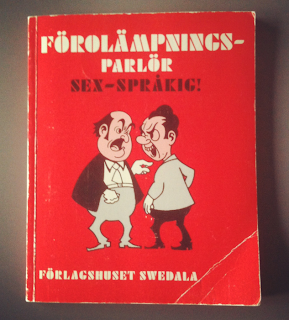 FÖROLÄMPNINGS-
PARLÖR
SEX-SPRÅKIG!
FÖRLAGSHUSET SWEDALA